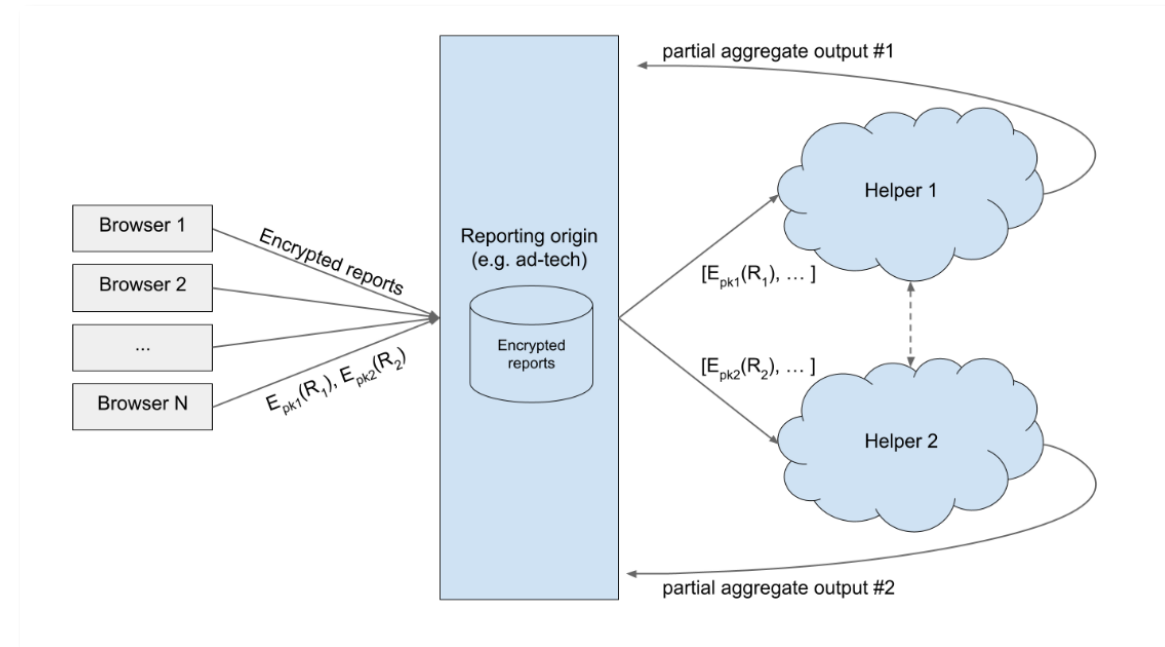 partial aggregate output #1
Helper 1
Browser 1
Encrypted reports
Reporting origin
(e.g. ad-tech)
Browser 2
[E_pk1(R_1), … ]
...
Encrypted
reports
[E_pk2(R_2), … ]
Browser N
E_pk1(R_1), E_pk2(R_2)
Helper 2
partial aggregate output #2